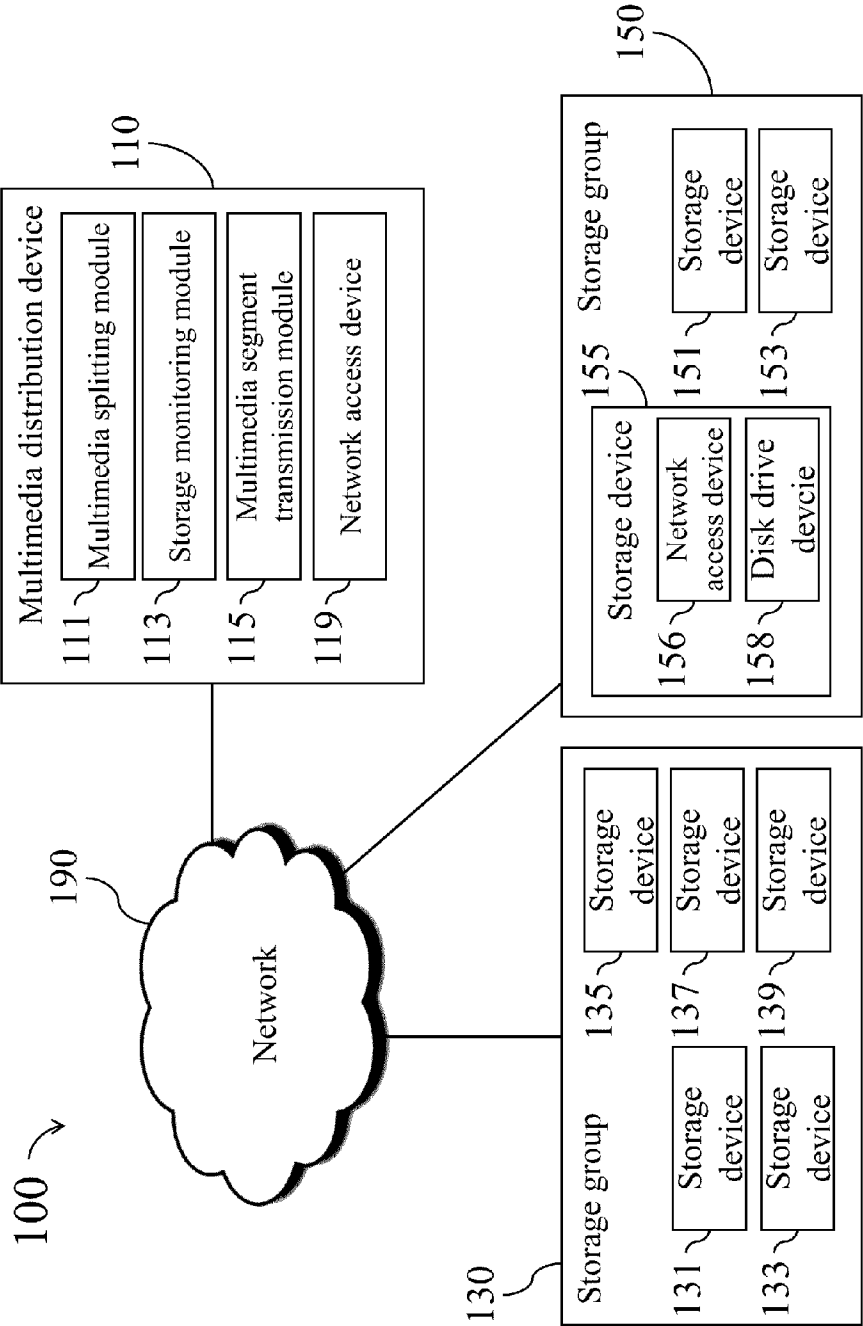 100
190
Network
Multimedia distribution device
110
111
Multimedia splitting module
113
Storage monitoring module
115
Multimedia segment
transmission module
119
Network access device
130
Storage group
131
Storage
device
133
Storage
device
135
Storage
device
137
Storage
device
139
Storage
device
150
Storage group
155
Storage device
156
Network
access device
158
Disk drive
devcie
151
Storage
device
153
Storage
device